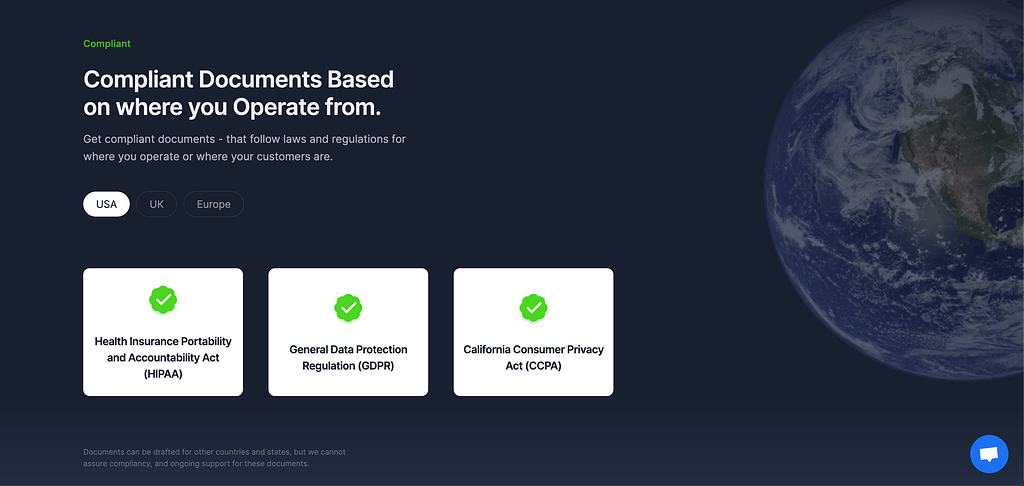 Compliant
Compliant Documents Based
on where you Operate from.
Get compliant documents - that follow laws and regulations for
where you operate or where your customers are.
USA
UK
Europe
Health Insurance Portability
and Accountability Act
(HIPAA)
General Data Protection
Regulation (GDPR)
California Consumer Privacy
Act (CCPA)
Documents can be drafted for other countries and states, but we cannot
assure compliancy, and ongoing support for these documents.